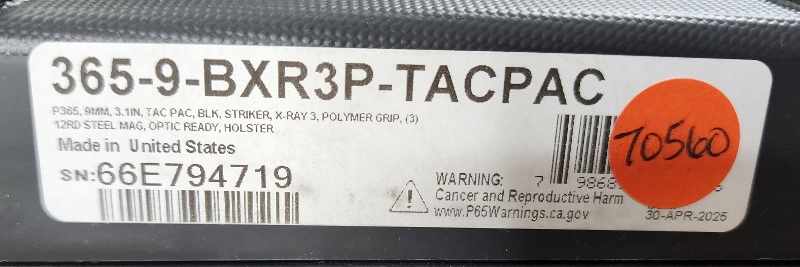 365-9-BXR3P-TACPAC
P365, 9MM, 3.1IN, TAC PAC, BLK, STRIKER, X-RAY 3, POLYMER GRIP, (3)
12RD STEEL MAG, OPTIC READY, HOLSTER
Made in United States
SN:66E794719
WARNING:
Cancer and Reproductive Harm
www.P65Warnings.ca.gov
7 9868
30-APR-2025
70560